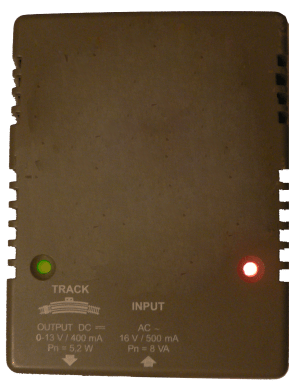 TRACK
INPUT
OUTPUT DC ⎓
0-13 V / 400 mA
Pn = 5,2 W
AC ~
16 V / 500 mA
Pn = 8 VA